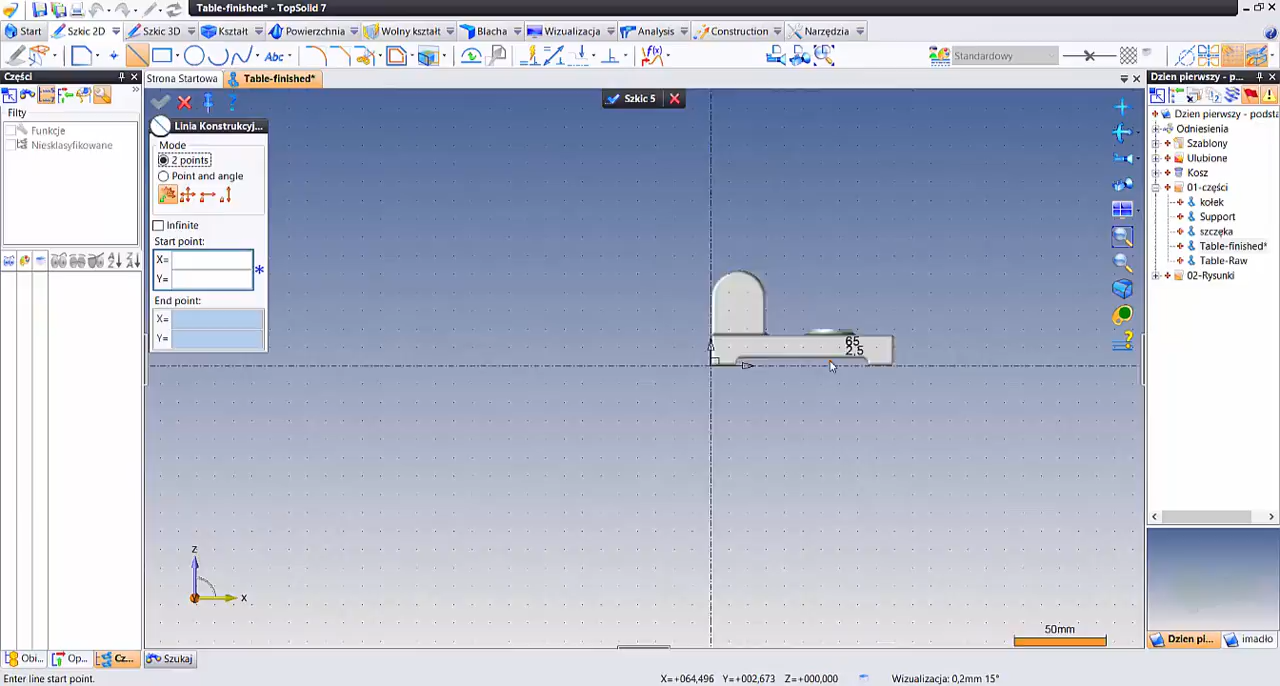 Table-finished* - TopSolid 7
Start
Szkic 2D
Szkic 3D
Kształt
Powierzchnia
Wolny kształt
Blacha
Wizualizacja
Analysis
Construction
Narzędzia
Abc
Standardowy
Części
Strona Startowa
Table-finished*
Dzien pierwszy - p...
Filty
Funkcje
Niesklasyfikowane
Szkic 5
Linia Konstrukcyj...
Mode
2 points
Point and angle
Infinite
Start point:
X=
Y=
End point:
X=
Y=
65
2,5
z
x
50mm
Dzien pierwszy - podsta
Odniesienia
Szablony
Ulubione
Kosz
01-części
kołek
Support
szczęka
Table-finished*
Table-Raw
02-Rysunki
Obi...
Op...
Cz...
Szukaj
Dzien pi...
imadło
Enter line start point.
X=+064,496 Y=+002,673 Z=+000,000
Wizualizacja: 0,2mm 15°